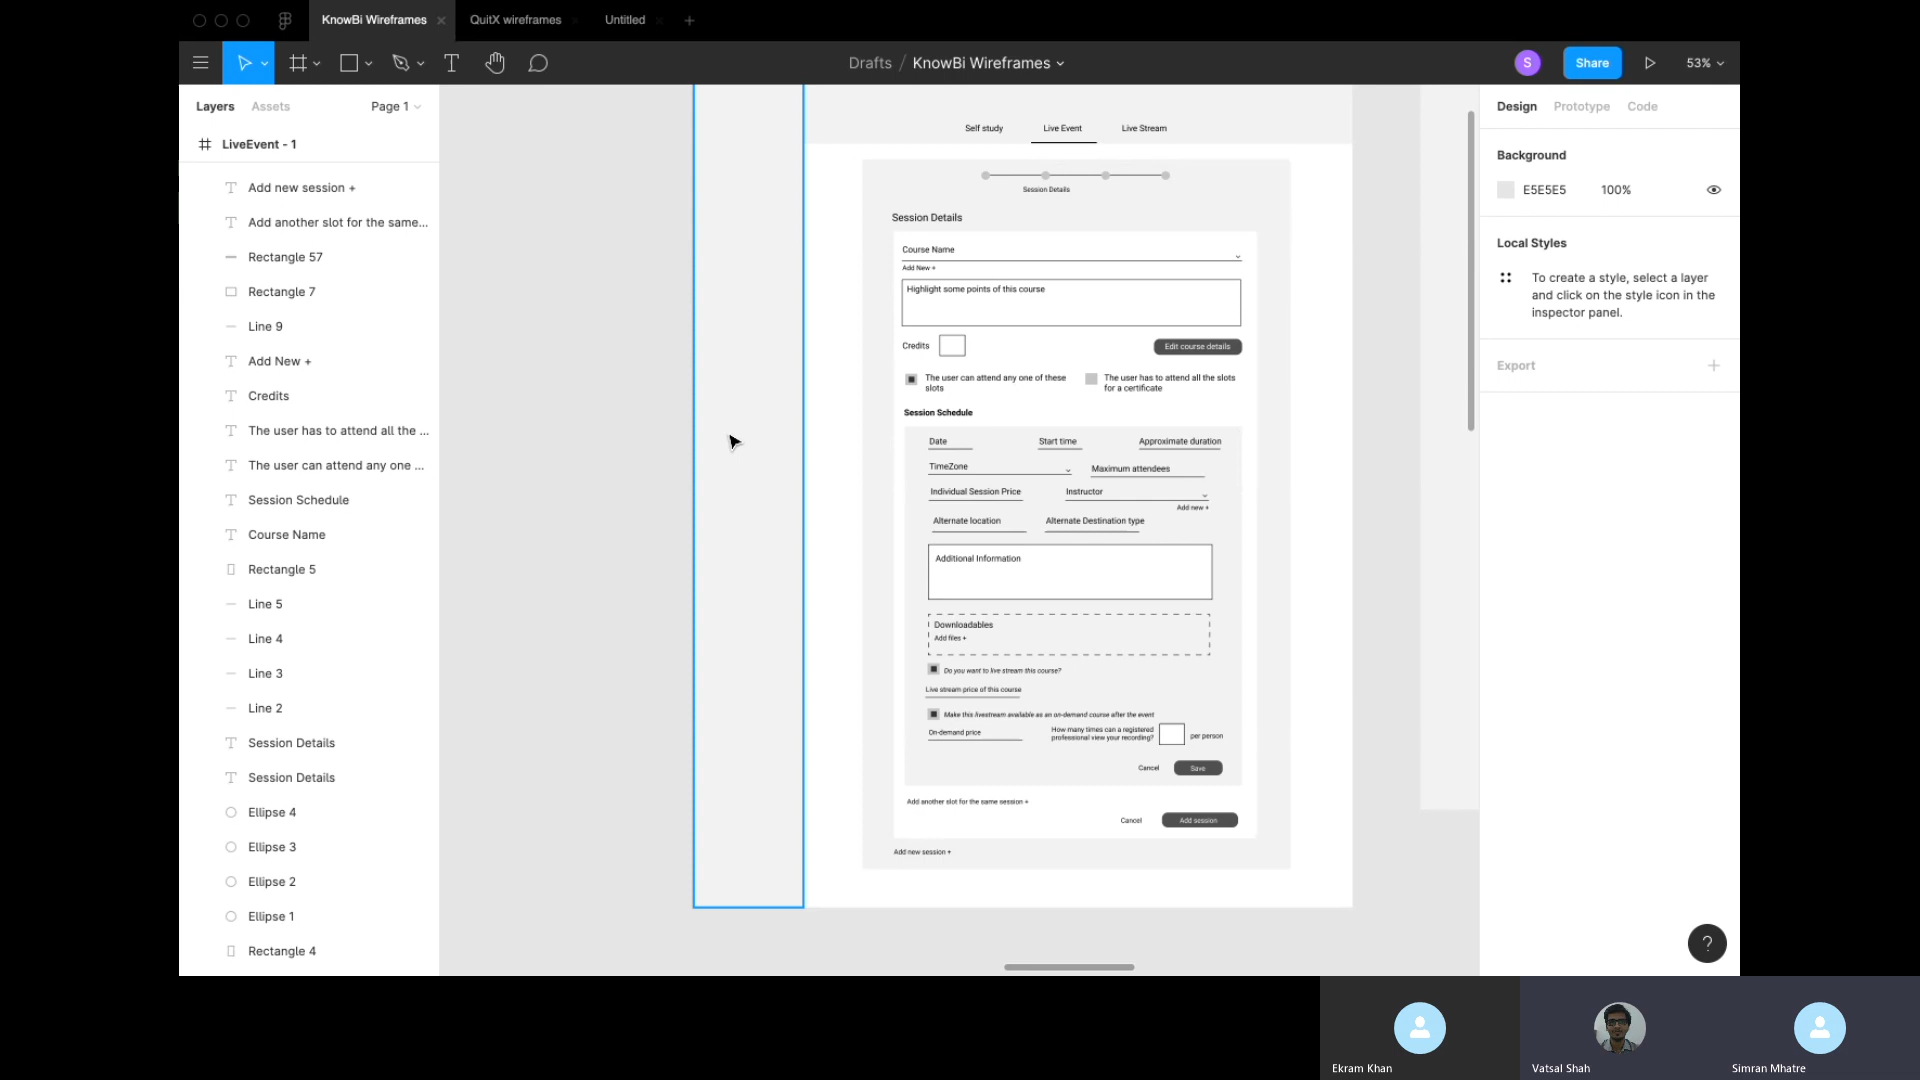 KnowBi Wireframes
QuitX wireframes
Untitled
Drafts / KnowBi Wireframes
S
Share
53%
Layers
Assets
Page 1
LiveEvent - 1
Add new session +
Add another slot for the same...
Rectangle 57
Rectangle 7
Line 9
Add New +
Credits
The user has to attend all the ...
The user can attend any one ...
Session Schedule
Course Name
Rectangle 5
Line 5
Line 4
Line 3
Line 2
Session Details
Session Details
Ellipse 4
Ellipse 3
Ellipse 2
Ellipse 1
Rectangle 4
Self study
Live Event
Live Stream
Session Details
Session Details
Course Name
Add New +
Highlight some points of this course
Credits
Edit course details
The user can attend any one of these
slots
The user has to attend all the slots
for a certificate
Session Schedule
Date
Start time
Approximate duration
TimeZone
Maximum attendees
Individual Session Price
Instructor
Add new +
Alternate location
Alternate Destination type
Additional Information
Downloadables
Add files +
Do you want to live stream this course?
Live stream price of this course
Make this livestream available as an on-demand course after the event
On-demand price
How many times can a registered
professional view your recording?
per person
Cancel
Save
Add another slot for the same session +
Cancel
Add session
Add new session +
Design
Prototype
Code
Background
E5E5E5
100%
Local Styles
To create a style, select a layer
and click on the style icon in the
inspector panel.
Export
?
Ekram Khan
Vatsal Shah
Simran Mhatre